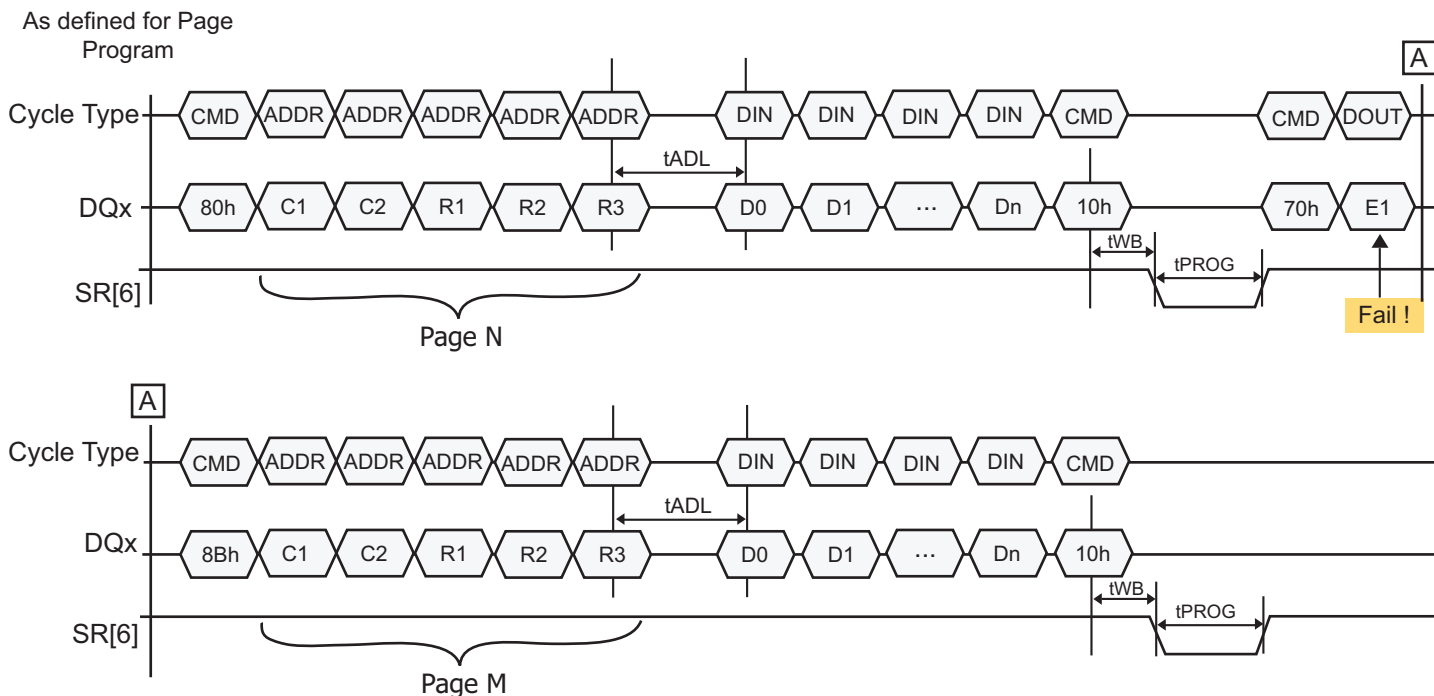 As defined for Page
Program
A
Cycle Type CMD ADDR ADDR ADDR ADDR ADDR DIN DIN DIN DIN CMD CMD DOUT
tADL
DQx 80h C1 C2 R1 R2 R3 D0 D1 ... Dn 10h 70h E1
tWB
tPROG
SR[6]
Fail !
Page N
A
Cycle Type CMD ADDR ADDR ADDR ADDR ADDR DIN DIN DIN DIN CMD
tADL
DQx 8Bh C1 C2 R1 R2 R3 D0 D1 ... Dn 10h
tWB
tPROG
SR[6]
Page M